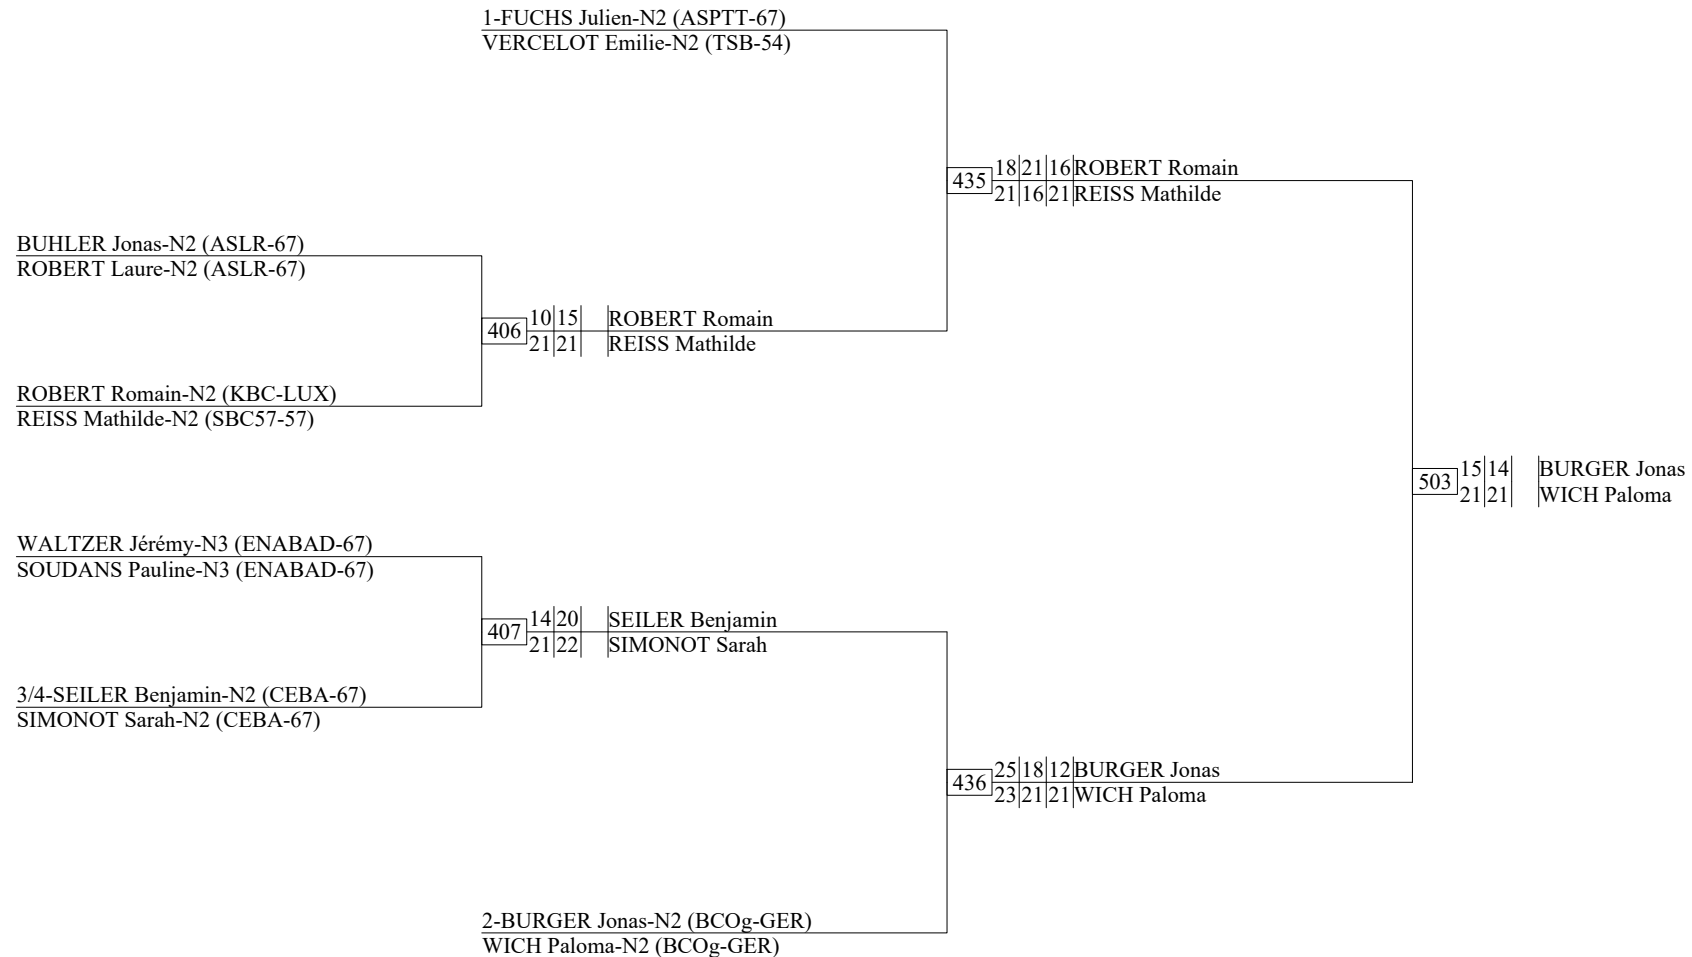 1-FUCHS Julien-N2 (ASPTT-67)
VERCELOT Emilie-N2 (TSB-54)
435 18 21 16 ROBERT Romain
21 16 21 REISS Mathilde
BUHLER Jonas-N2 (ASLR-67)
ROBERT Laure-N2 (ASLR-67)
406 10 15 ROBERT Romain
21 21 REISS Mathilde
ROBERT Romain-N2 (KBC-LUX)
REISS Mathilde-N2 (SBC57-57)
503 15 14 BURGER Jonas
21 21 WICH Paloma
WALTZER Jérémy-N3 (ENABAD-67)
SOUDANS Pauline-N3 (ENABAD-67)
407 14 20 SEILER Benjamin
21 22 SIMONOT Sarah
3/4-SEILER Benjamin-N2 (CEBA-67)
SIMONOT Sarah-N2 (CEBA-67)
436 25 18 12 BURGER Jonas
23 21 21 WICH Paloma
2-BURGER Jonas-N2 (BCOg-GER)
WICH Paloma-N2 (BCOg-GER)